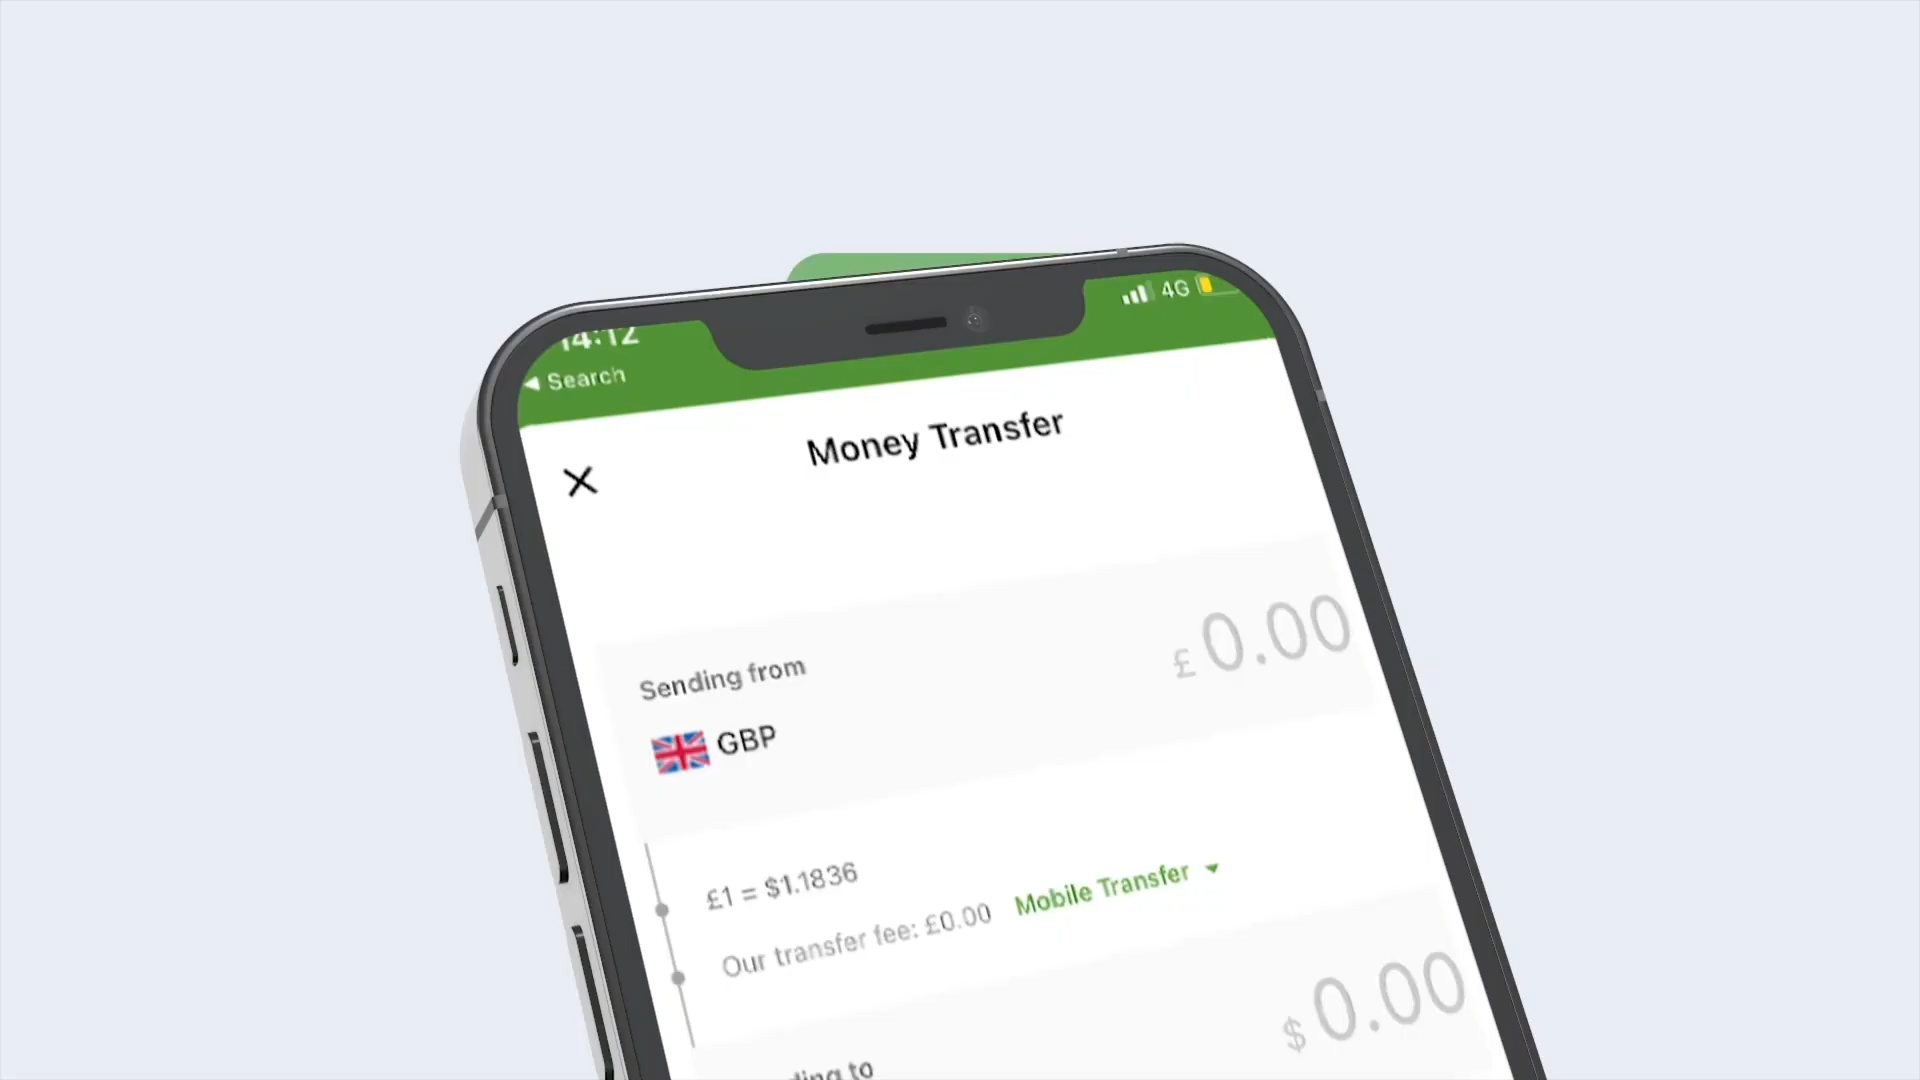 14:12
4G
Search
Money Transfer
Sending from
£0.00
GBP
£1 = $1.1836
Our transfer fee: £0.00 Mobile Transfer
$0.00
to